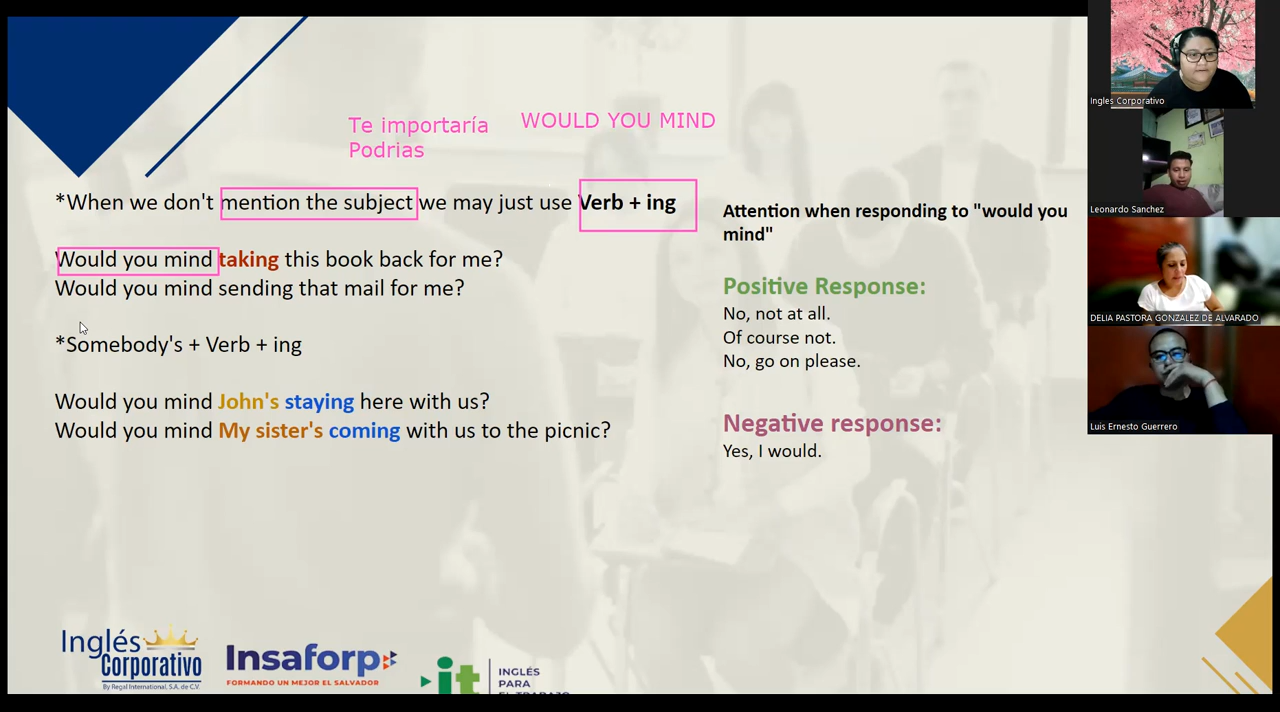 Te importaría
Podrias
WOULD YOU MIND
*When we don't mention the subject we may just use Verb + ing
Would you mind taking this book back for me?
Would you mind sending that mail for me?
*Somebody's + Verb + ing
Would you mind John's staying here with us?
Would you mind My sister's coming with us to the picnic?
Attention when responding to "would you
mind"
Positive Response:
No, not at all.
Of course not.
No, go on please.
Negative response:
Yes, I would.
Inglés
Corporativo
By Regal International, S.A. de C.V.
Insaforp
FORMANDO UN MEJOR EL SALVADOR
it
INGLÉS
PARA
EL TRABAJO
Ingles Corporativo
Leonardo Sanchez
DELIA PASTORA GONZALEZ DE ALVARADO
Luis Ernesto Guerrero